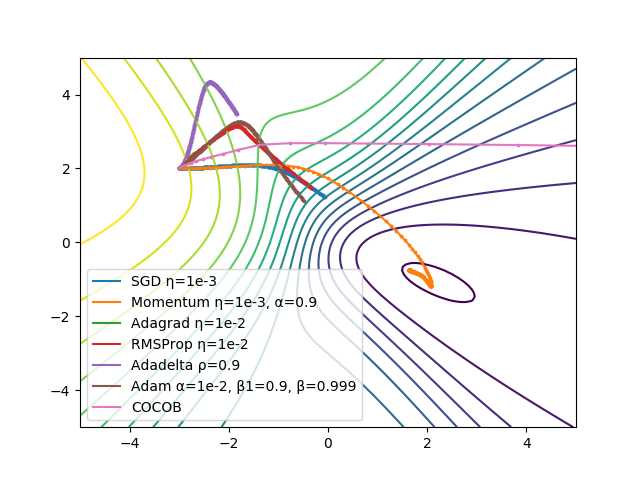 4
2
0
−2
−4
SGD η=1e-3
Momentum η=1e-3, α=0.9
Adagrad η=1e-2
RMSProp η=1e-2
Adadelta ρ=0.9
Adam α=1e-2, β1=0.9, β=0.999
COCOB
−4 −2 0 2 4